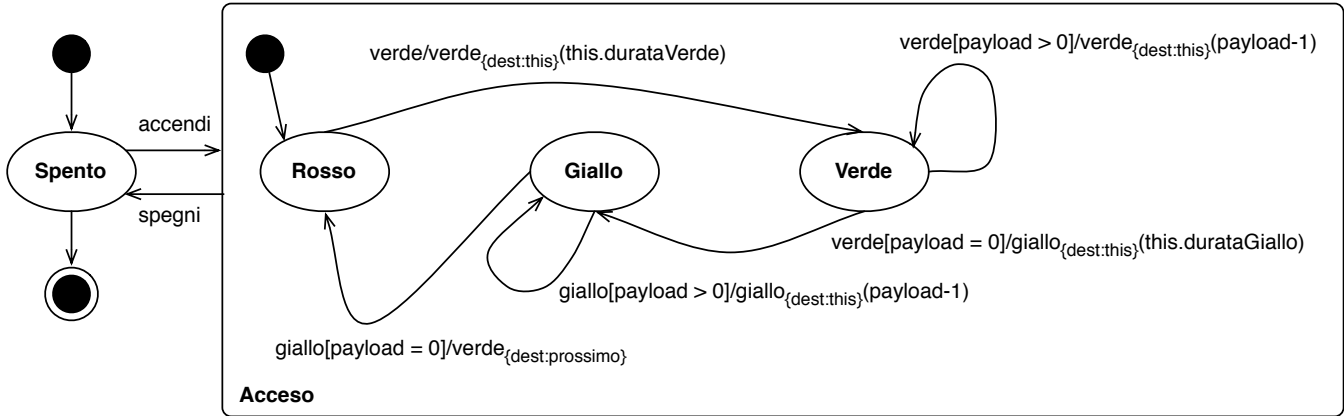 verde/verde{dest:this}(this.durataVerde)
verde[payload > 0]/verde{dest:this}(payload-1)
accendi
Spento
Rosso
Giallo
Verde
spegni
verde[payload = 0]/giallo{dest:this}(this.durataGiallo)
giallo[payload > 0]/giallo{dest:this}(payload-1)
giallo[payload = 0]/verde{dest:prossimo}
Acceso